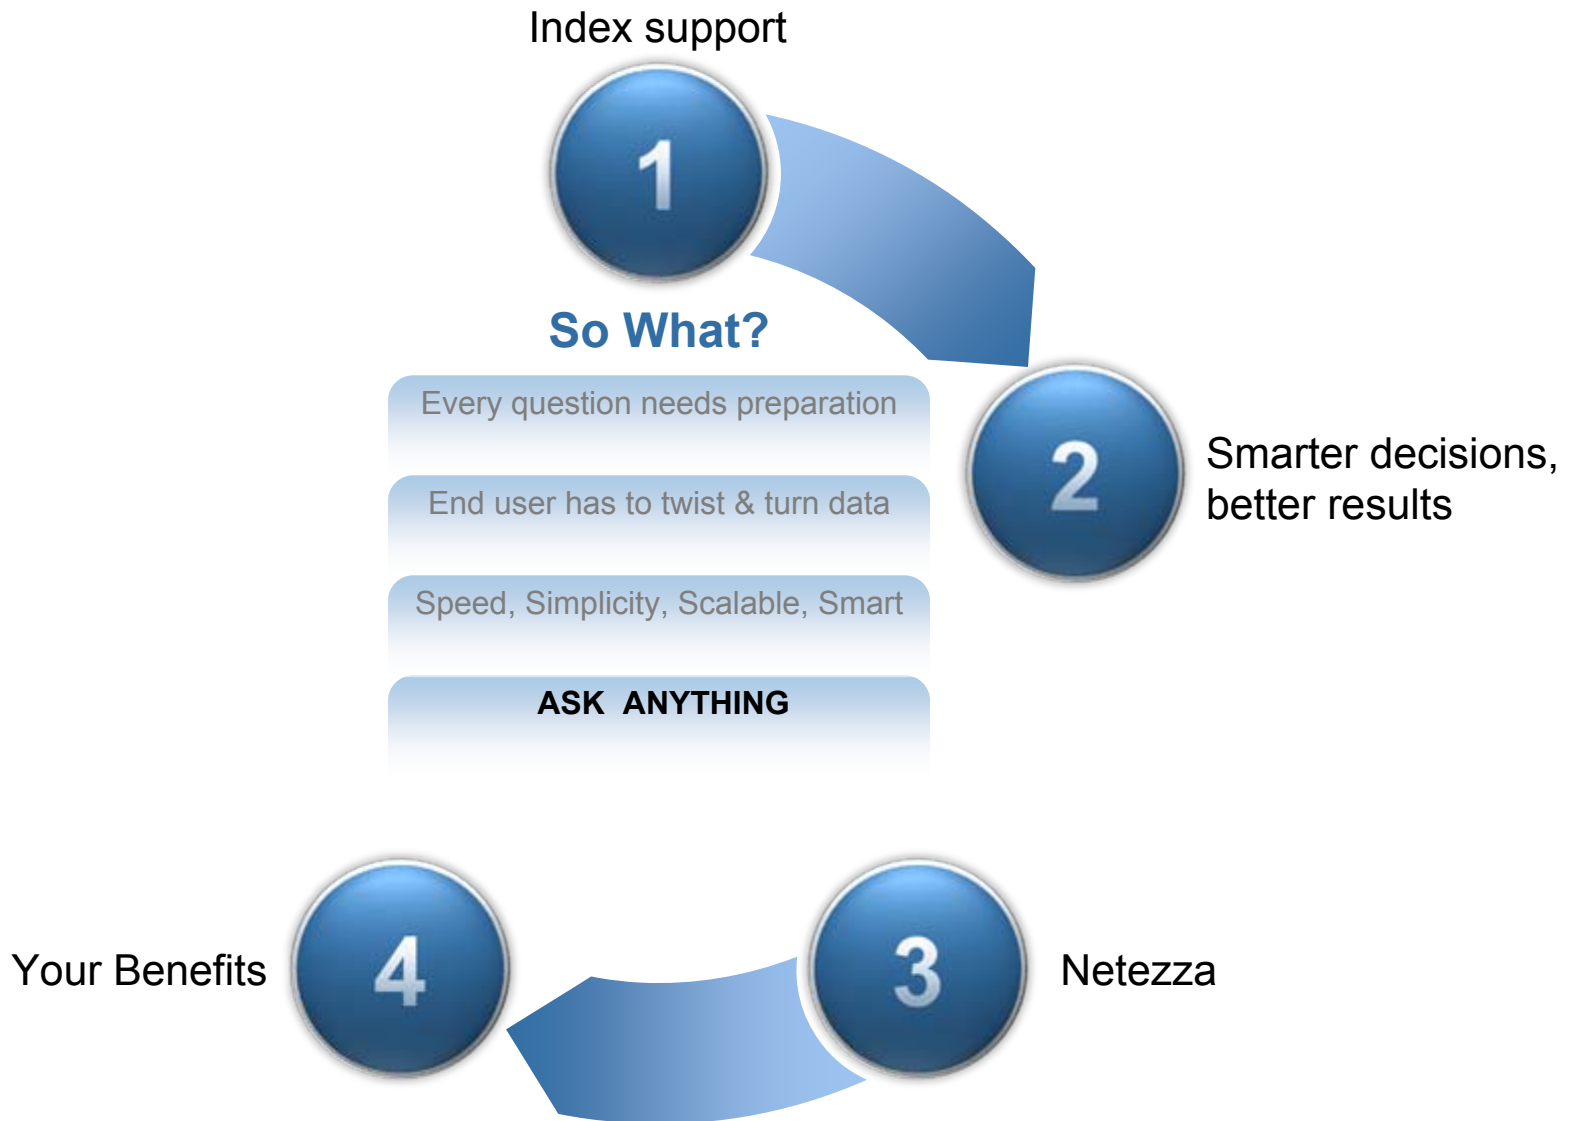 Index support
1
So What?
Every question needs preparation
End user has to twist & turn data
Speed, Simplicity, Scalable, Smart
ASK ANYTHING
2
Smarter decisions,
better results
3
Netezza
4
Your Benefits